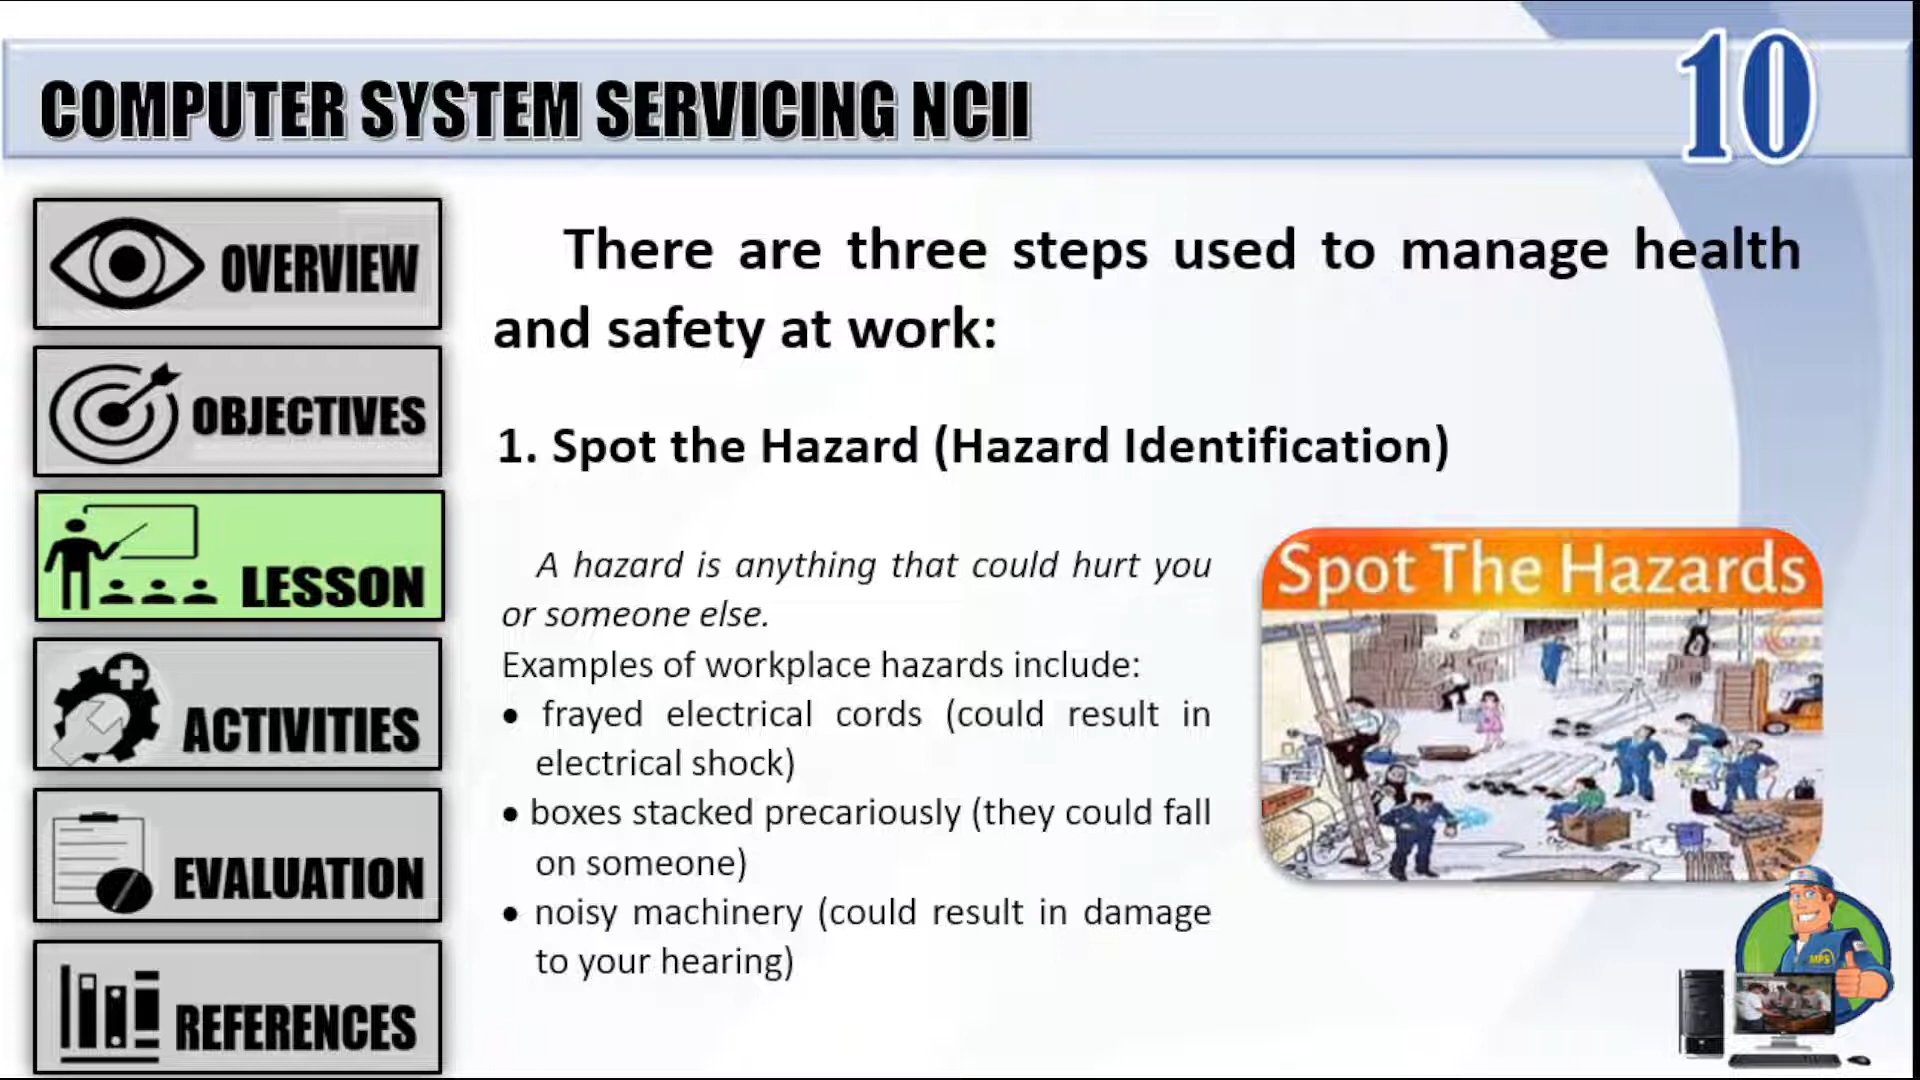 COMPUTER SYSTEM SERVICING NCII
10
OVERVIEW
OBJECTIVES
LESSON
ACTIVITIES
EVALUATION
REFERENCES
There are three steps used to manage health
and safety at work:
1. Spot the Hazard (Hazard Identification)
A hazard is anything that could hurt you
or someone else.
Examples of workplace hazards include:
• frayed electrical cords (could result in
electrical shock)
• boxes stacked precariously (they could fall
on someone)
• noisy machinery (could result in damage
to your hearing)
Spot The Hazards
MPS